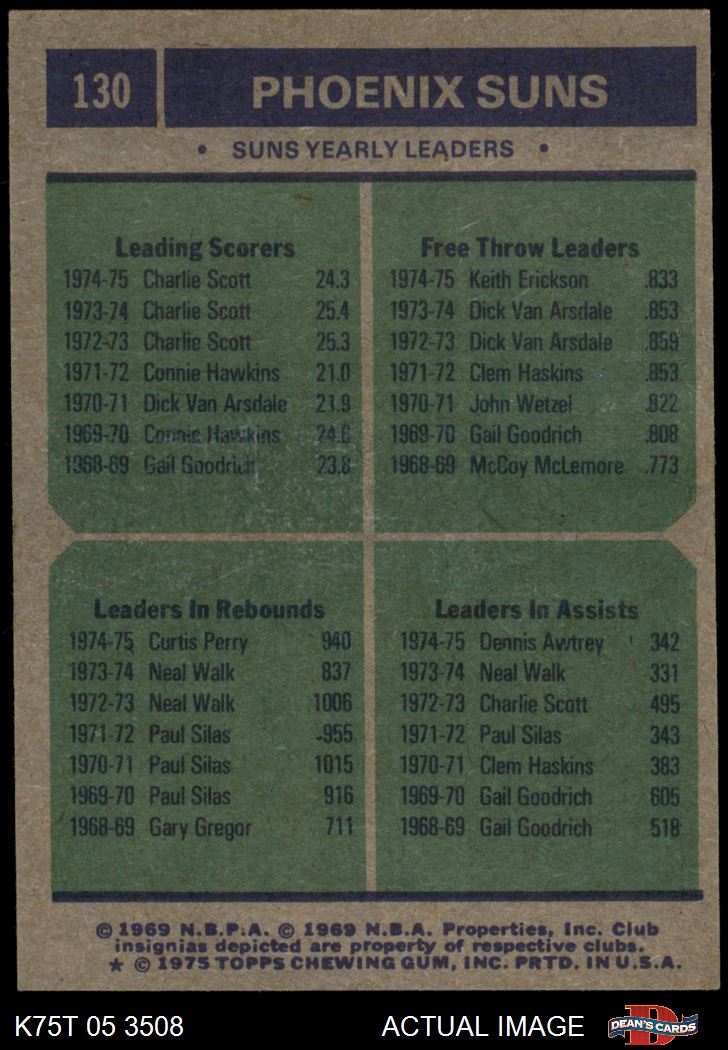 130 PHOENIX SUNS
• SUNS YEARLY LEADERS •
Leading Scorers
1974-75 Charlie Scott 24.3
1973-74 Charlie Scott 25.4
1972-73 Charlie Scott 25.3
1971-72 Connie Hawkins 21.0
1970-71 Dick Van Arsdale 21.9
1969-70 Connie Hawkins 24.6
1968-69 Gail Goodrich 23.8
Free Throw Leaders
1974-75 Keith Erickson .833
1973-74 Dick Van Arsdale .853
1972-73 Dick Van Arsdale .859
1971-72 Clem Haskins .853
1970-71 John Wetzel .822
1969-70 Gail Goodrich .808
1968-69 McCoy McLemore .773
Leaders In Rebounds
1974-75 Curtis Perry 940
1973-74 Neal Walk 837
1972-73 Neal Walk 1006
1971-72 Paul Silas 955
1970-71 Paul Silas 1015
1969-70 Paul Silas 916
1968-69 Gary Gregor 711
Leaders In Assists
1974-75 Dennis Awtrey 342
1973-74 Neal Walk 331
1972-73 Charlie Scott 495
1971-72 Paul Silas 343
1970-71 Clem Haskins 383
1969-70 Gail Goodrich 605
1968-69 Gail Goodrich 518
© 1969 N.B.P.A. © 1969 N.B.A. Properties, Inc. Club
insignias depicted are property of respective clubs.
★ © 1975 TOPPS CHEWING GUM, INC. PRTD. IN U.S.A.
K75T 05 3508 ACTUAL IMAGE DEAN'S CARDS